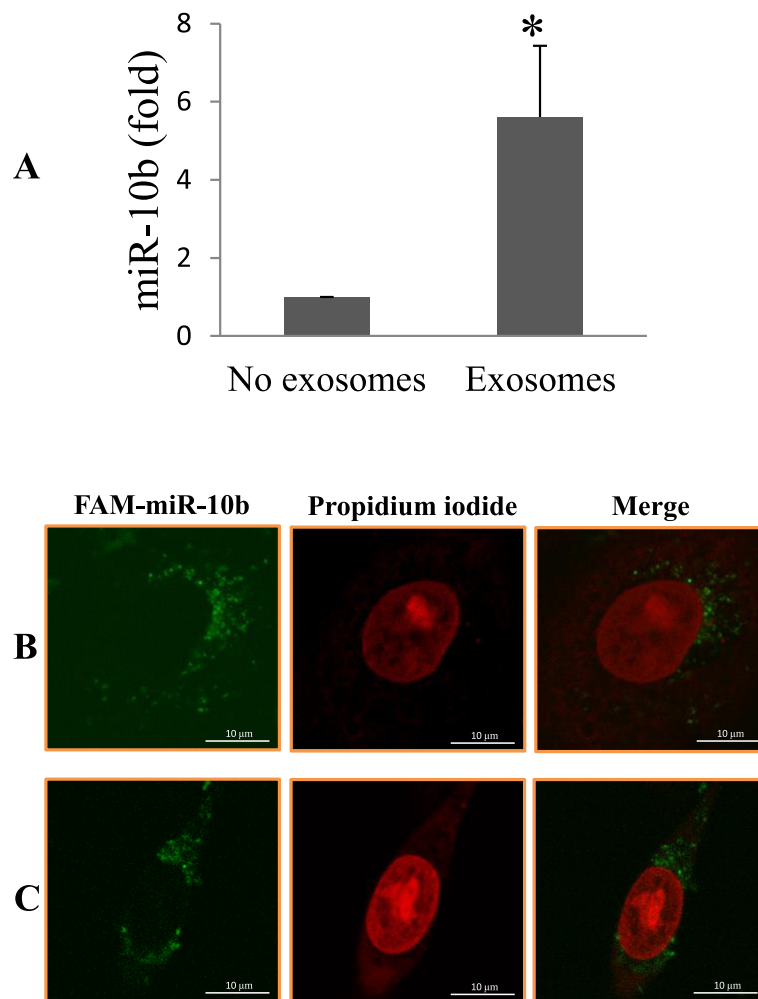 A
miR-10b (fold)
8
6
4
2
0
*
No exosomes Exosomes
FAM-miR-10b Propidium iodide Merge
B
10 µm 10 µm 10 µm
C
10 µm 10 µm 10 µm